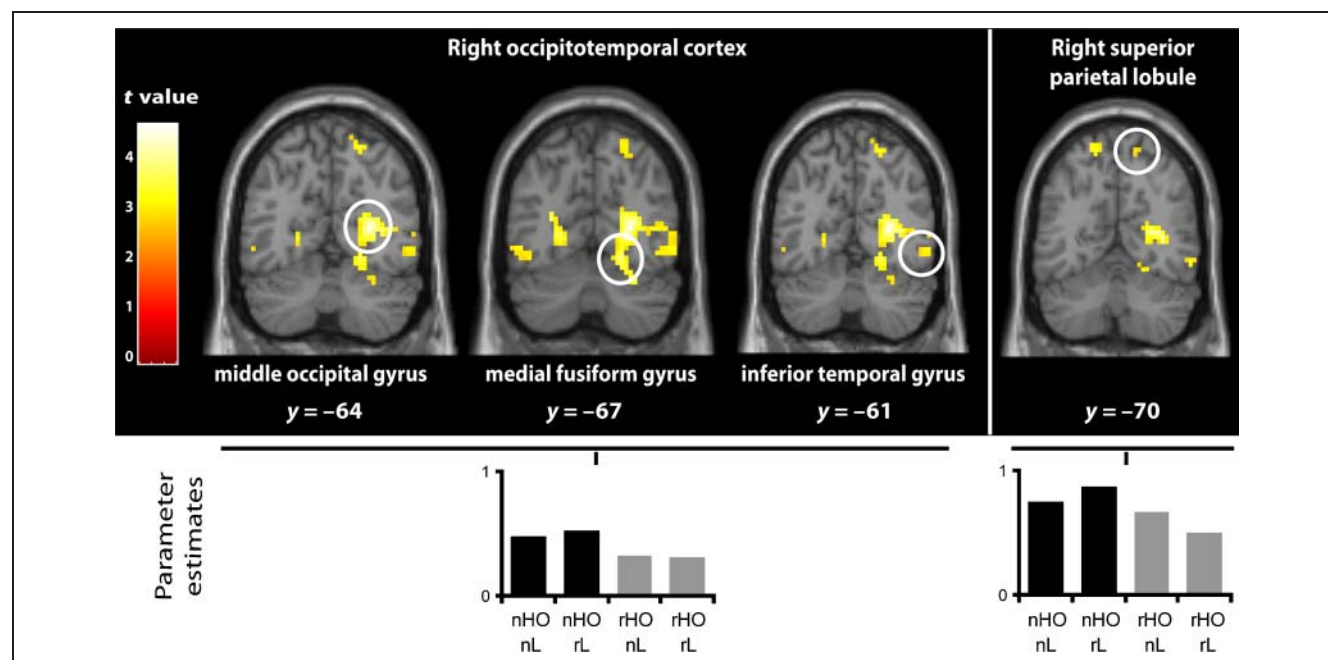 Right occipitotemporal cortex
Right superior
parietal lobule
t value
4
3
2
1
0
middle occipital gyrus
medial fusiform gyrus
inferior temporal gyrus
y = –64
y = –67
y = –61
y = –70
Parameter
estimates
1
0
nHO nHO rHO rHO
nL rL nL rL
1
0
nHO nHO rHO rHO
nL rL nL rL